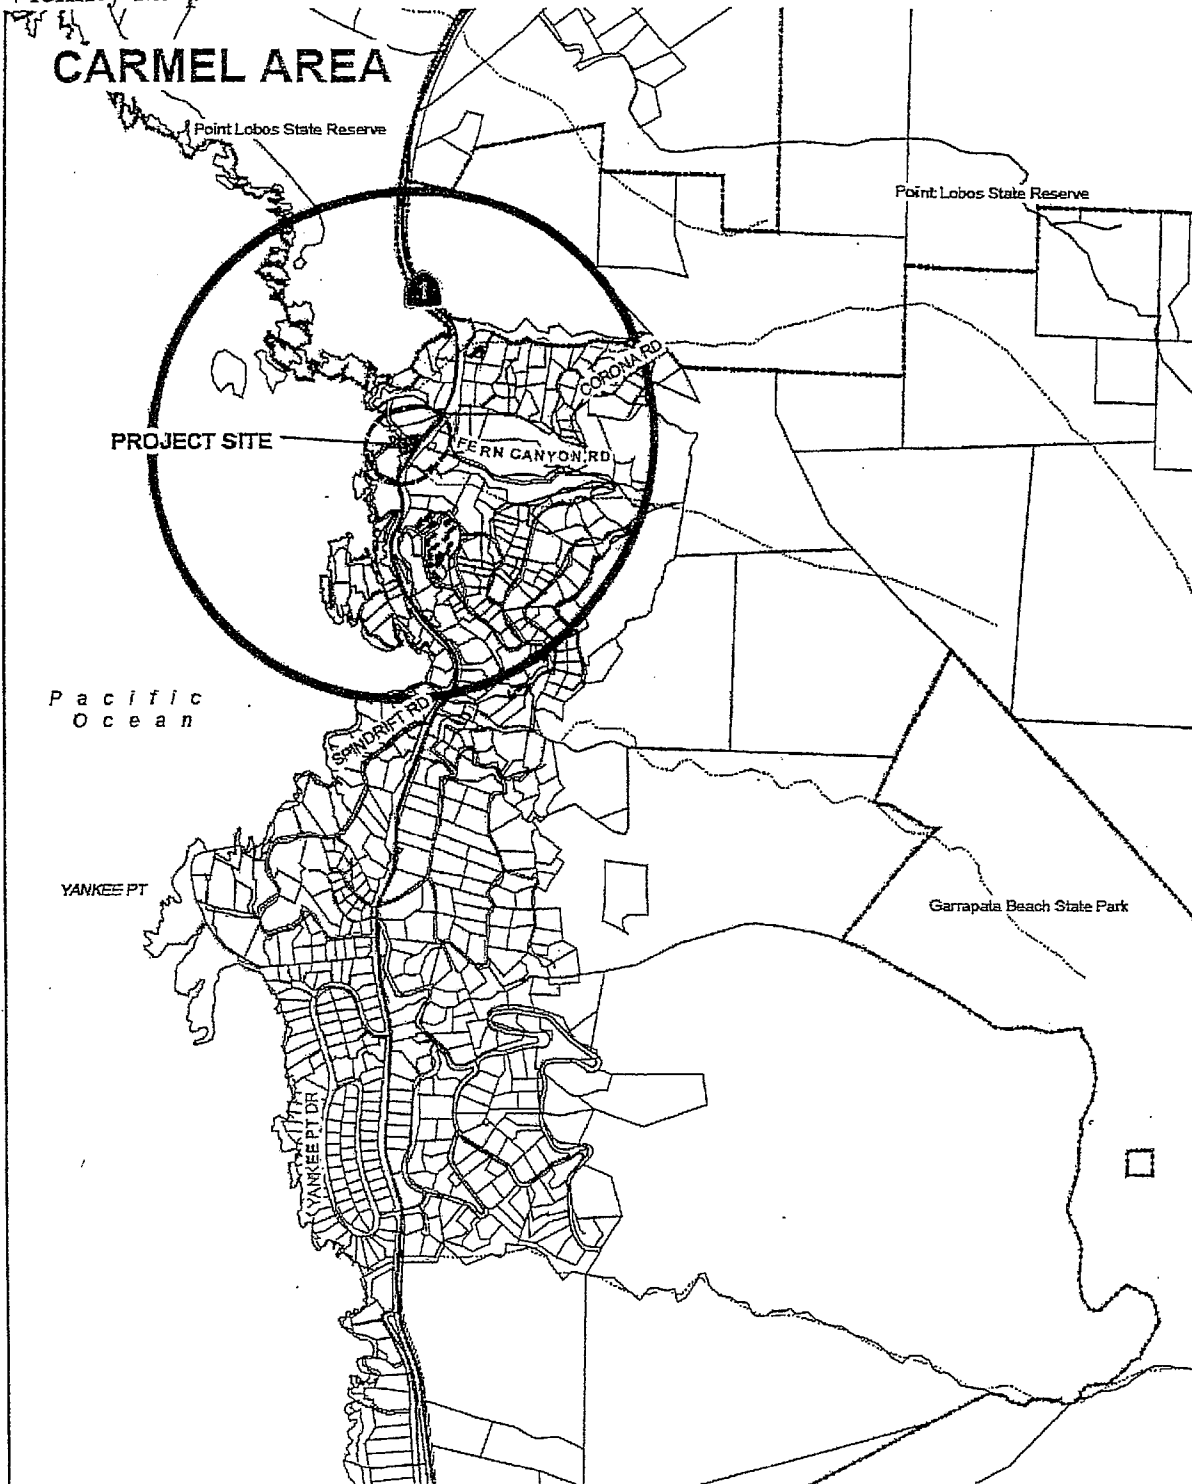 CARMEL AREA
Point Lobos State Reserve
Point Lobos State Reserve
1
CORONA RD
PROJECT SITE
FERN CANYON RD
Pacific
Ocean
SPINDRIFT RD
YANKEE PT
Garrapata Beach State Park
YANKEE PT DR